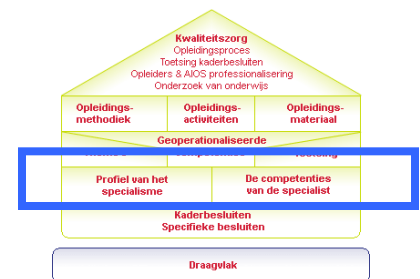 Kwaliteitszorg
Opleidingsproces
Toetsing kaderbesluiten
Opleiders & AIOS professionalisering
Onderzoek van onderwijs
Opleidings- Opleidings- Opleidings-
methodiek activiteiten materiaal
Geoperationaliseerde
Profiel van het De competenties
specialisme van de specialist
Kaderbesluiten
Specifieke besluiten
Draagvlak